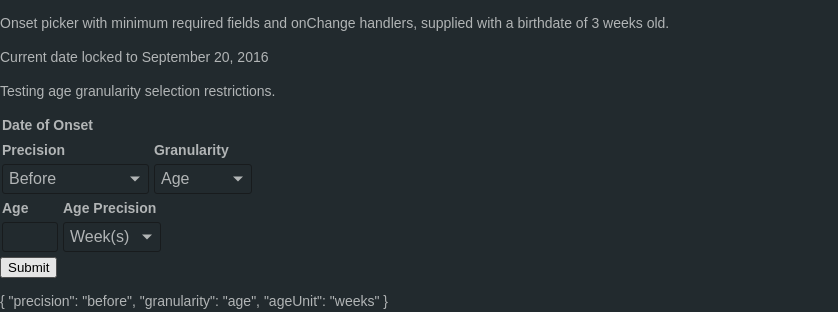 Onset picker with minimum required fields and onChange handlers, supplied with a birthdate of 3 weeks old.
Current date locked to September 20, 2016
Testing age granularity selection restrictions.
Date of Onset
Precision Granularity
Before Age
Age Age Precision
Week(s)
Submit
{ "precision": "before", "granularity": "age", "ageUnit": "weeks" }